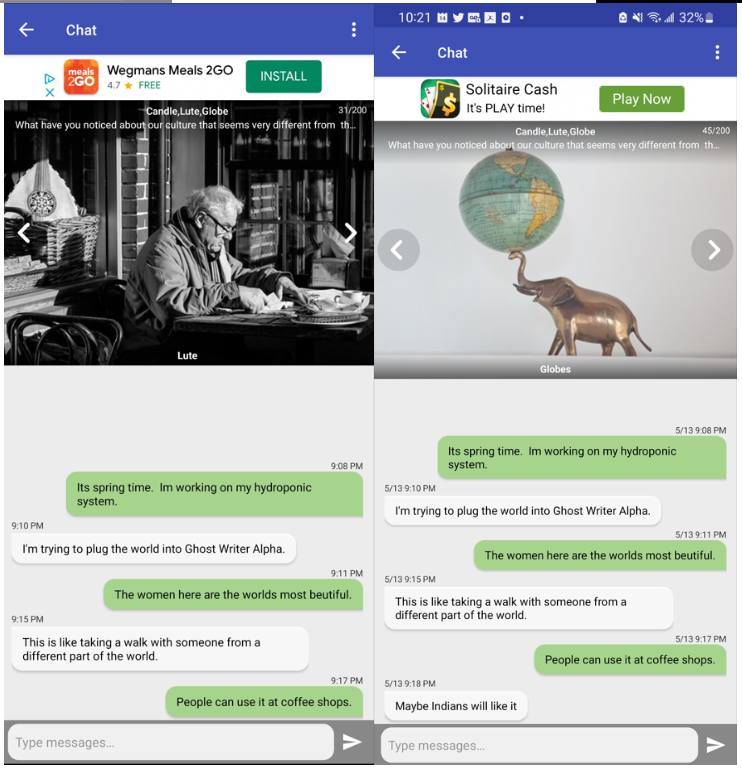 Chat
meals
2GO
Wegmans Meals 2GO
4.7 ★ FREE
INSTALL
Candle,Lute,Globe
31/200
What have you noticed about our culture that seems very different from th...
Lute
9:08 PM
Its spring time. Im working on my hydroponic
system.
9:10 PM
I'm trying to plug the world into Ghost Writer Alpha.
9:11 PM
The women here are the worlds most beutiful.
9:15 PM
This is like taking a walk with someone from a
different part of the world.
9:17 PM
People can use it at coffee shops.
Type messages...
10:21
32%
Chat
Solitaire Cash
It's PLAY time!
Play Now
Candle,Lute,Globe
45/200
What have you noticed about our culture that seems very different from th...
Globes
5/13 9:08 PM
Its spring time. Im working on my hydroponic
system.
5/13 9:10 PM
I'm trying to plug the world into Ghost Writer Alpha.
5/13 9:11 PM
The women here are the worlds most beutiful.
5/13 9:15 PM
This is like taking a walk with someone from a
different part of the world.
5/13 9:17 PM
People can use it at coffee shops.
5/13 9:18 PM
Maybe Indians will like it
Type messages...